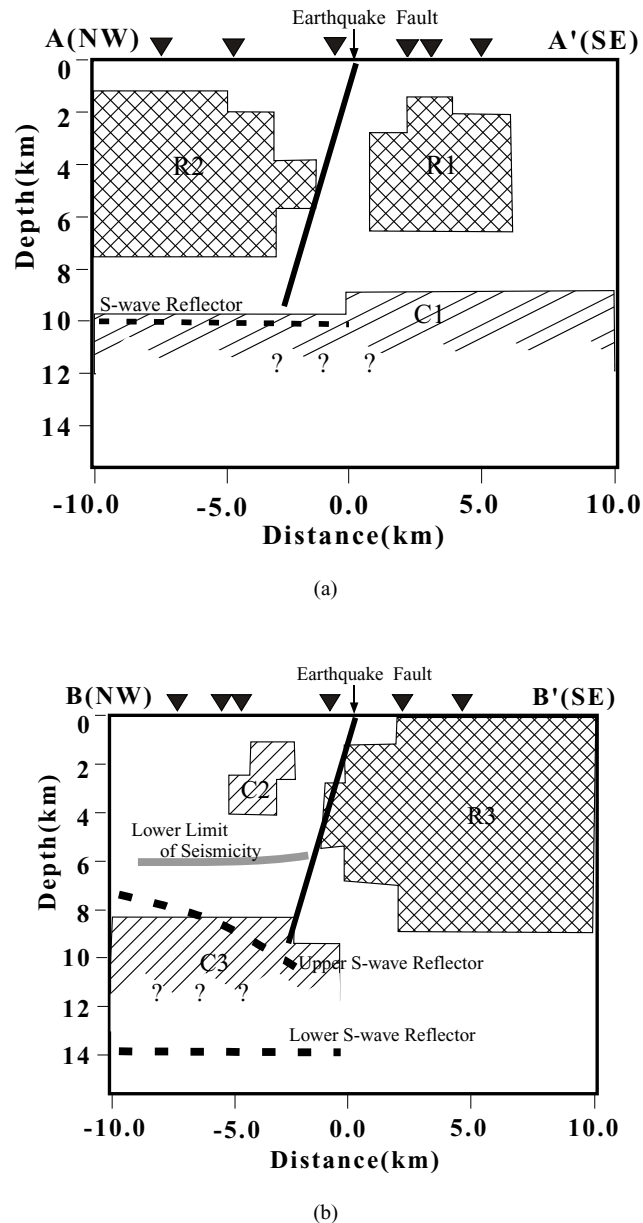 Earthquake Fault
A(NW)
A'(SE)
0
2
4
6
8
10
12
14
Depth(km)
R2
R1
S-wave Reflector
C1
? ? ?
-10.0 -5.0 0.0 5.0 10.0
Distance(km)
(a)
Earthquake Fault
B(NW)
B'(SE)
0
2
4
6
8
10
12
14
Depth(km)
C2
R3
Lower Limit
of Seismicity
C3
Upper S-wave Reflector
? ? ?
Lower S-wave Reflector
-10.0 -5.0 0.0 5.0 10.0
Distance(km)
(b)